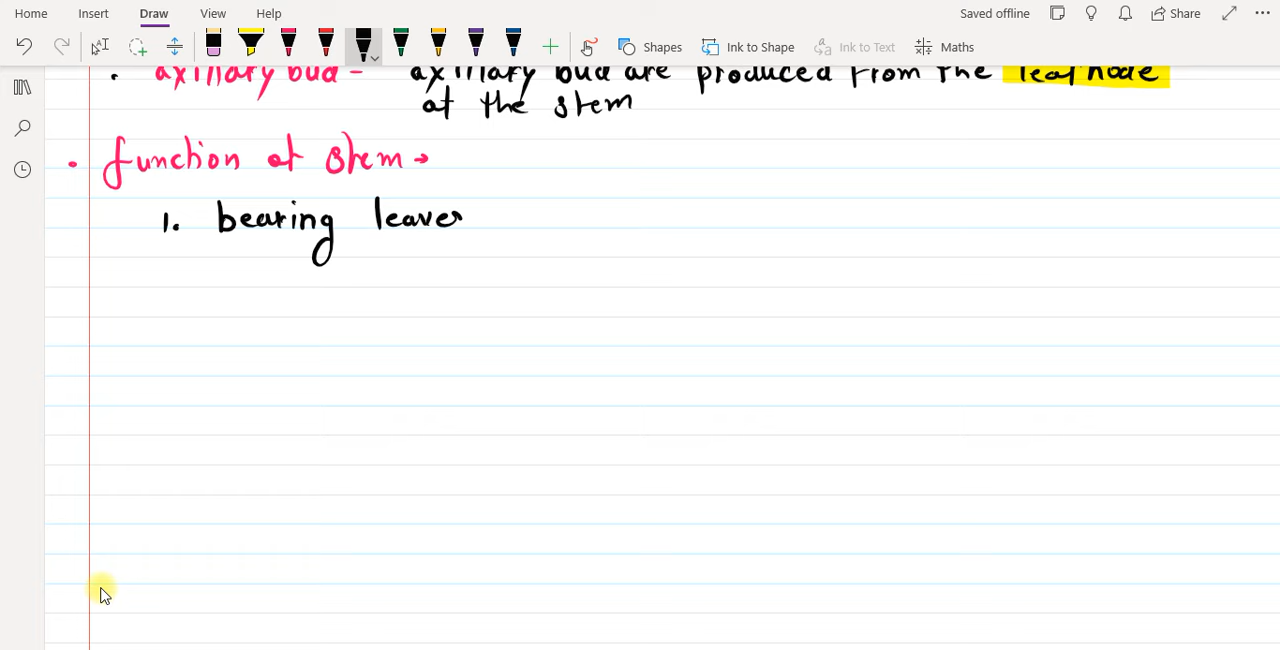 Home Insert Draw View Help Saved offline Share
Shapes Ink to Shape Ink to Text Maths
• axillary bud - axillary bud are produced from the leaf node
at the stem
• function of Stem →
1. bearing leaves